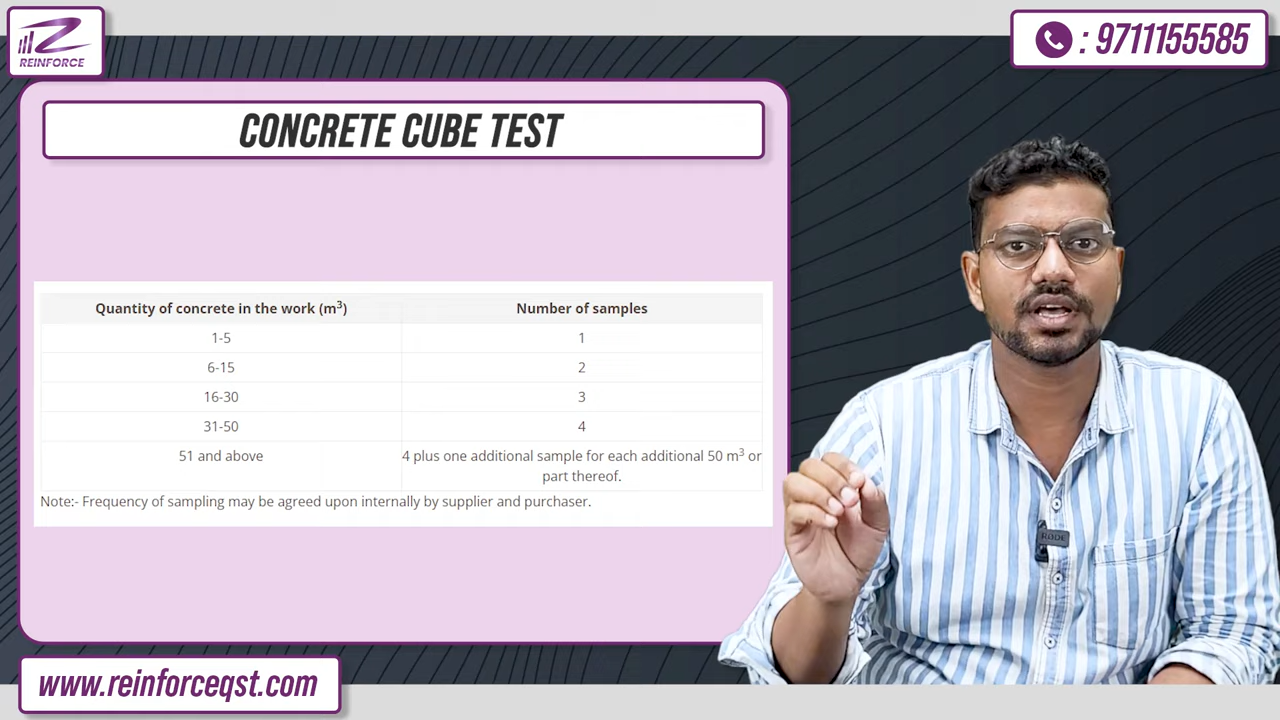 REINFORCE
: 9711155585
CONCRETE CUBE TEST
Quantity of concrete in the work (m³) Number of samples
1-5 1
6-15 2
16-30 3
31-50 4
51 and above 4 plus one additional sample for each additional 50 m³ or
part thereof.
Note:- Frequency of sampling may be agreed upon internally by supplier and purchaser.
RODE
www.reinforceqst.com